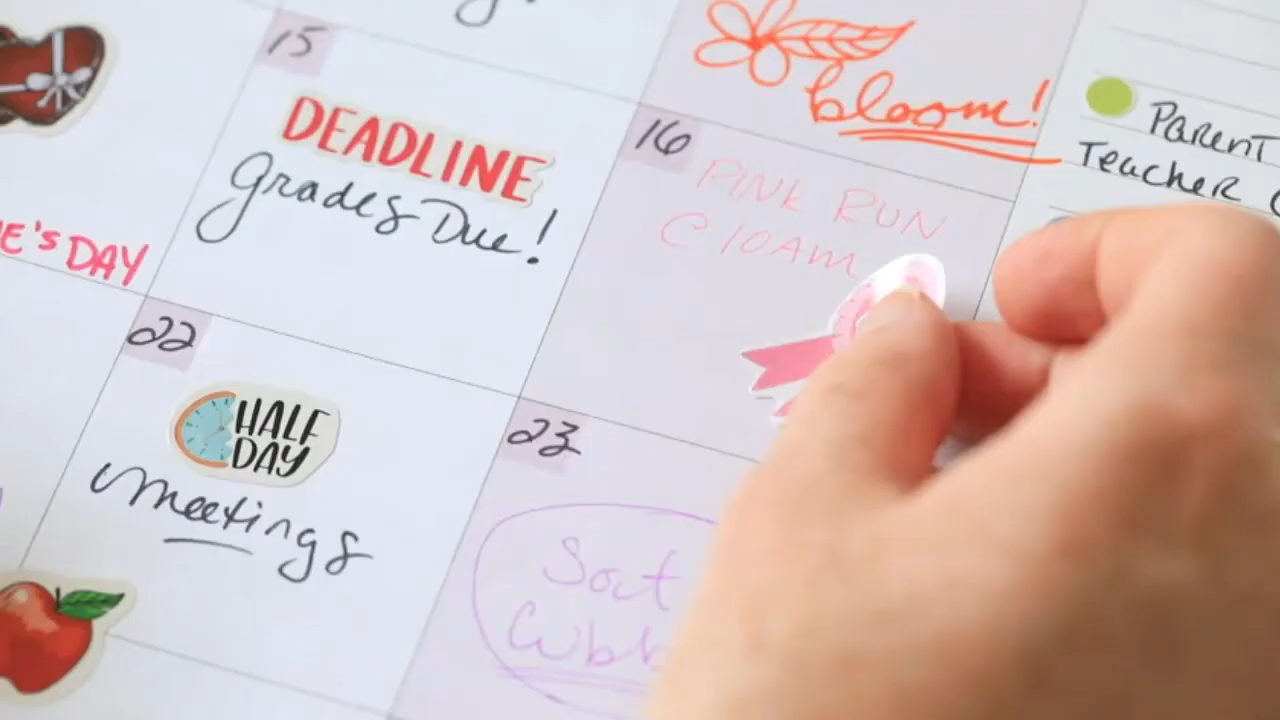 bloom!
15
DEADLINE
Grades Due!
16
PINK RUN
@ 10AM
PARENT
TEACHER
E'S DAY
22
HALF
DAY
Meetings
23